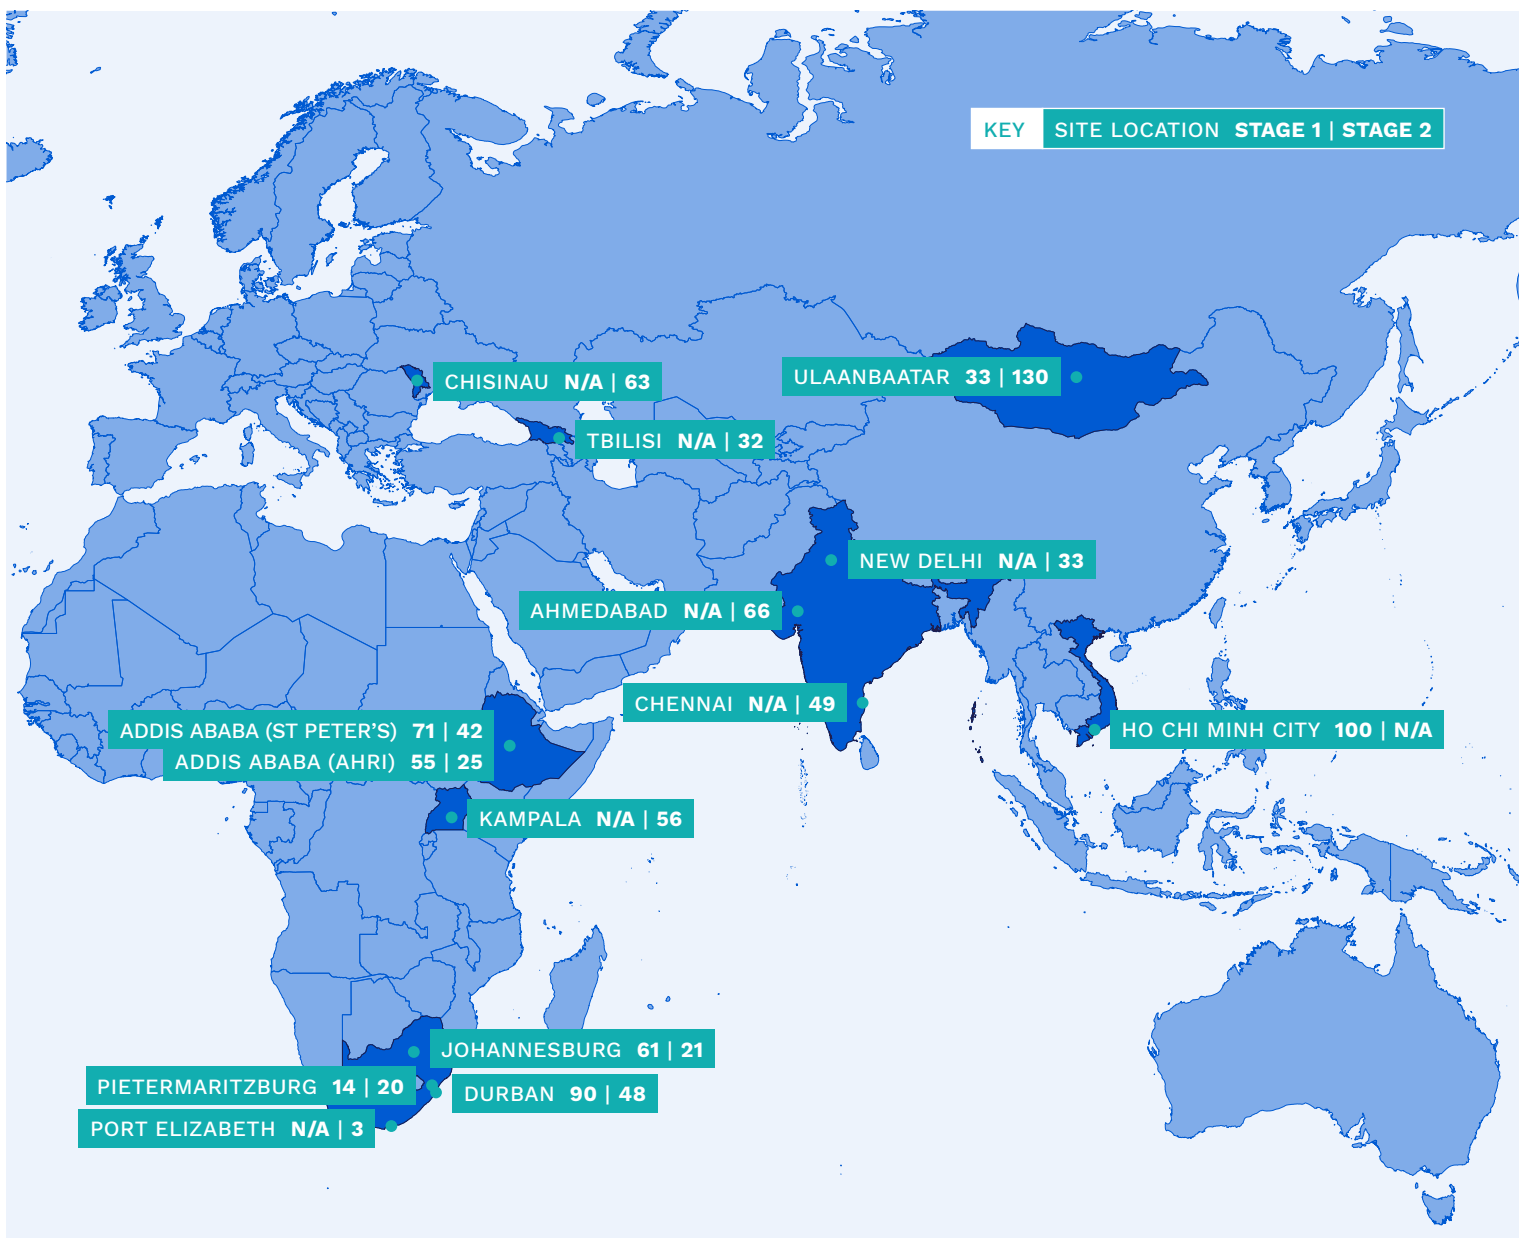 KEY SITE LOCATION STAGE 1 | STAGE 2
CHISINAU N/A | 63
ULAANBAATAR 33 | 130
TBILISI N/A | 32
NEW DELHI N/A | 33
AHMEDABAD N/A | 66
CHENNAI N/A | 49
ADDIS ABABA (ST PETER’S) 71 | 42
HO CHI MINH CITY 100 | N/A
ADDIS ABABA (AHRI) 55 | 25
KAMPALA N/A | 56
JOHANNESBURG 61 | 21
PIETERMARITZBURG 14 | 20
DURBAN 90 | 48
PORT ELIZABETH N/A | 3